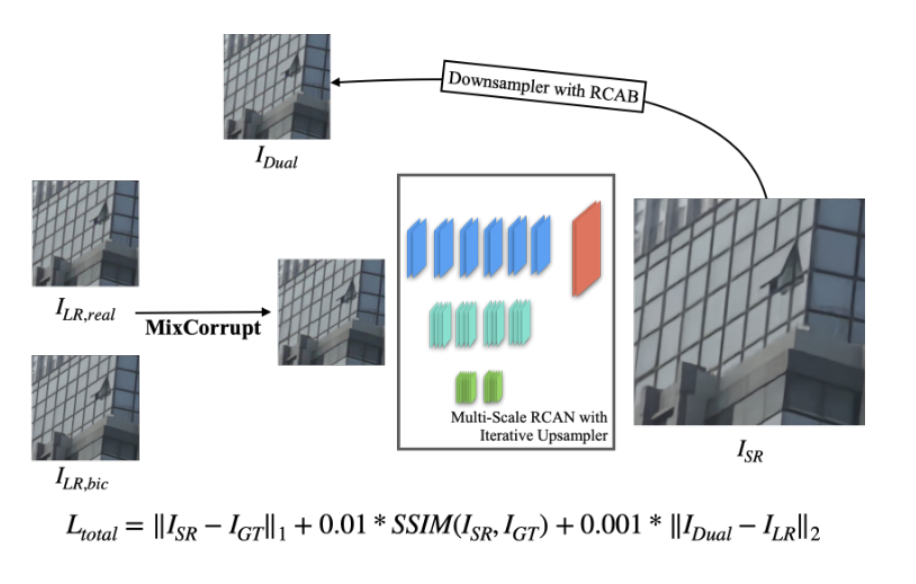 Downsampler with RCAB
I_{Dual}
I_{LR,real}
MixCorrupt
I_{LR,bic}
Multi-Scale RCAN with
Iterative Upsampler
I_{SR}
L_{total} = ||I_{SR} − I_{GT}||_1 + 0.01 * SSIM(I_{SR}, I_{GT}) + 0.001 * ||I_{Dual} − I_{LR}||_2